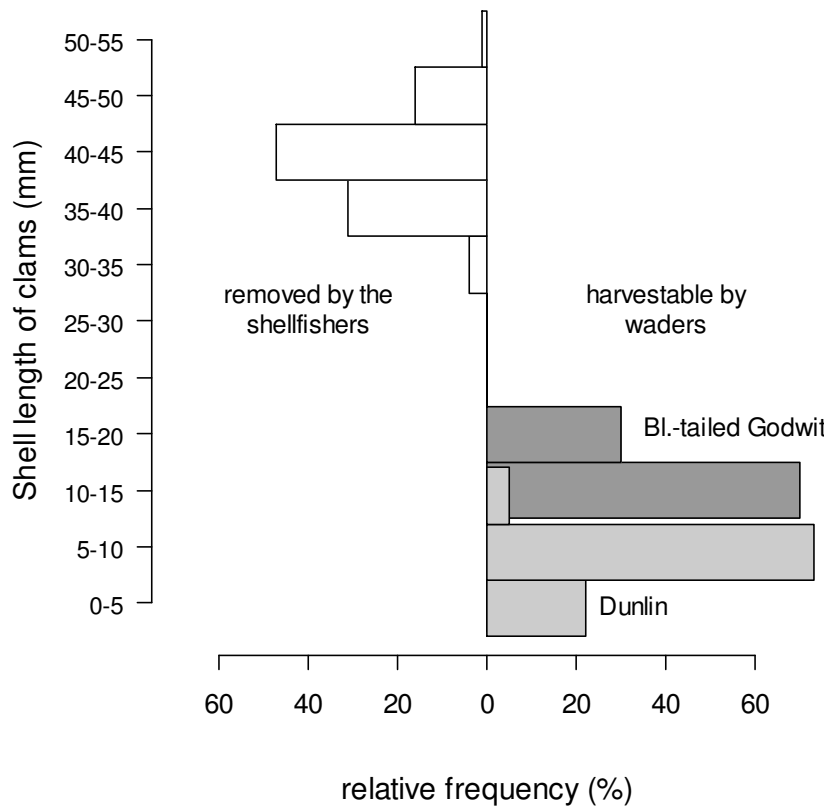 50-55
45-50
40-45
35-40
30-35
25-30
20-25
15-20
10-15
5-10
0-5
Shell length of clams (mm)
removed by the
shellfishers
harvestable by
waders
Bl.-tailed Godwit
Dunlin
60 40 20 0 20 40 60
relative frequency (%)